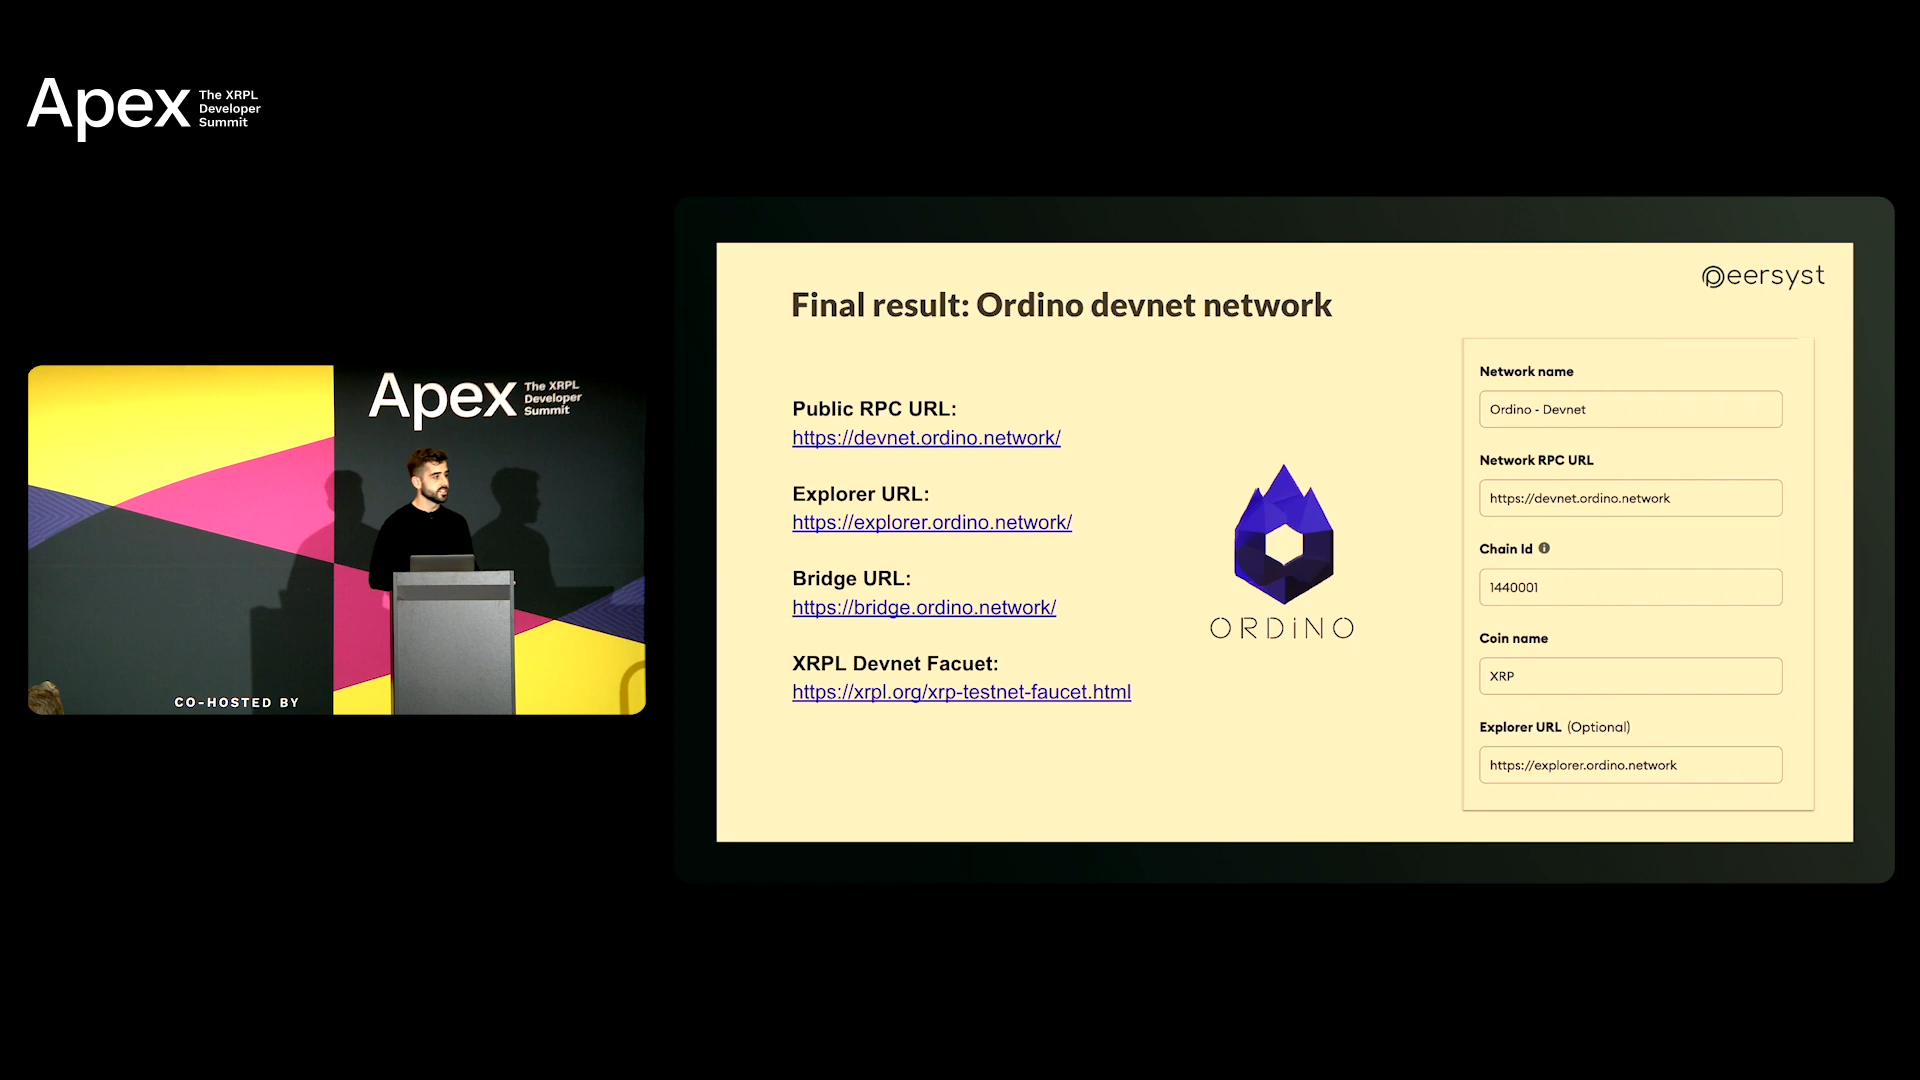 Apex The XRPL
Developer
Summit
Apex The XRPL
Developer
Summit
CO-HOSTED BY
peersyst
Final result: Ordino devnet network
Public RPC URL:
https://devnet.ordino.network/
Explorer URL:
https://explorer.ordino.network/
Bridge URL:
https://bridge.ordino.network/
XRPL Devnet Facuet:
https://xrpl.org/xrp-testnet-faucet.html
ORDiNO
Network name
Ordino - Devnet
Network RPC URL
https://devnet.ordino.network
Chain Id
1440001
Coin name
XRP
Explorer URL (Optional)
https://explorer.ordino.network